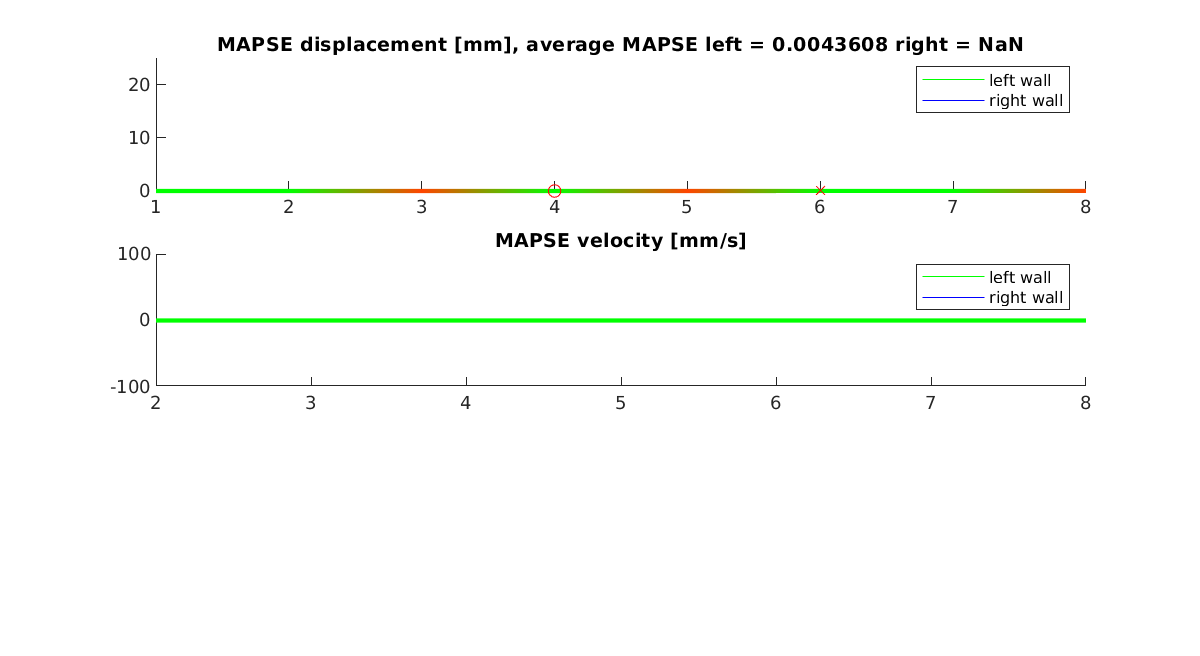 MAPSE displacement [mm], average MAPSE left = 0.0043608 right = NaN
20
10
0
left wall
right wall
1 2 3 4 5 6 7 8
MAPSE velocity [mm/s]
100
0
-100
left wall
right wall
2 3 4 5 6 7 8